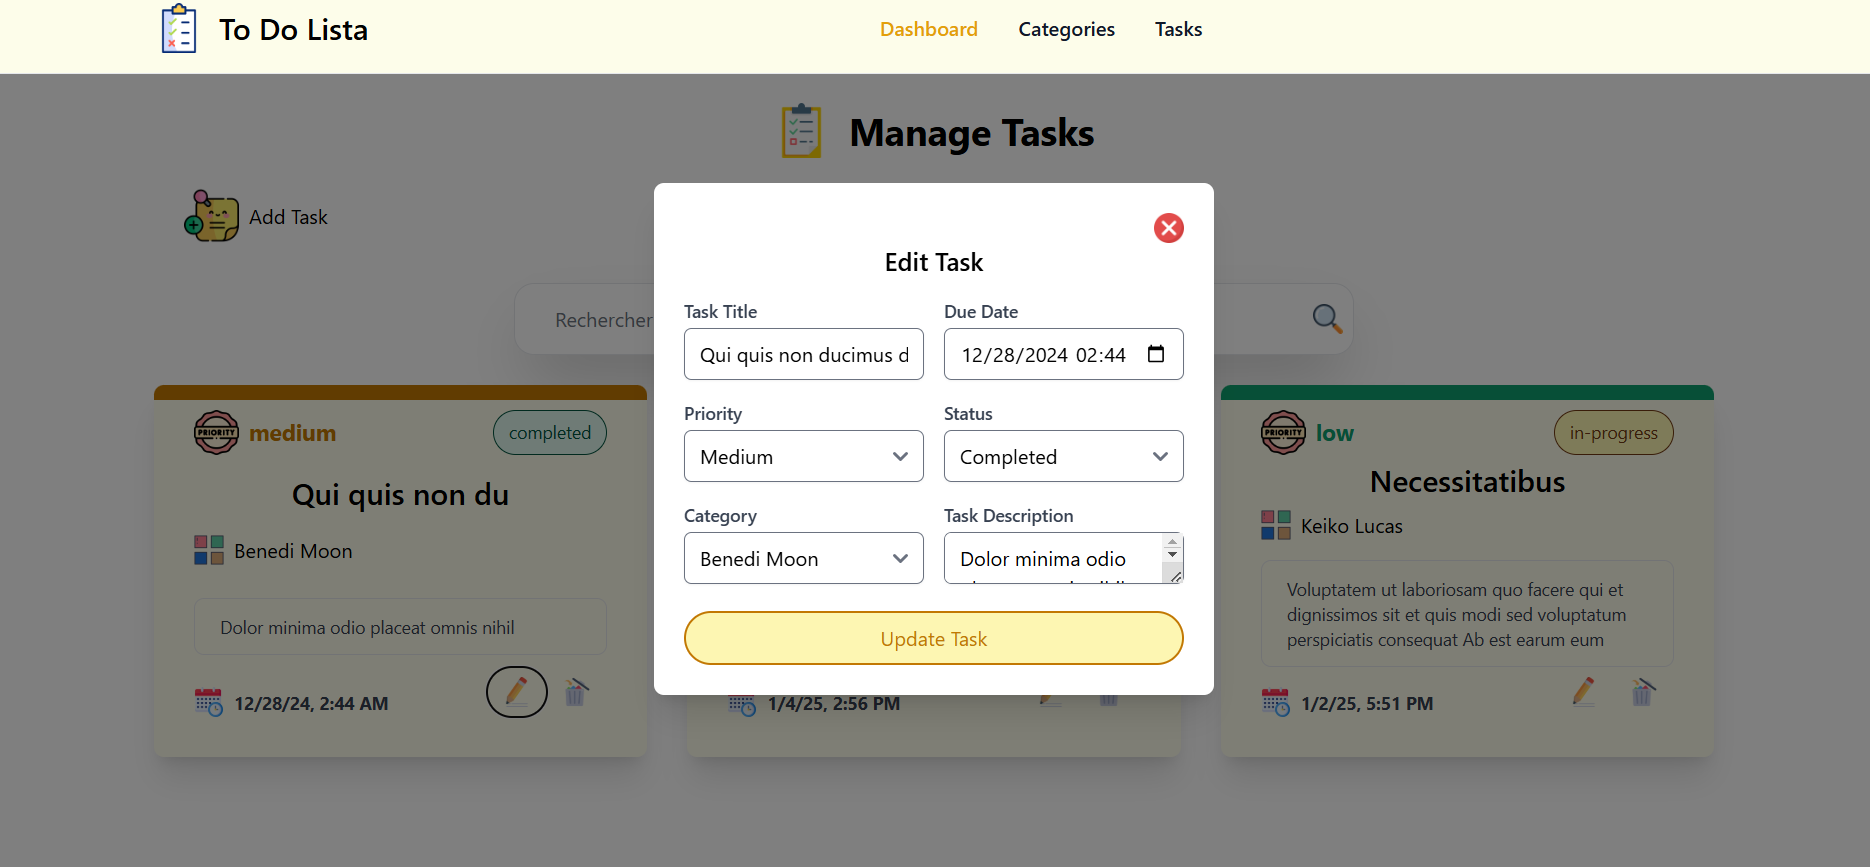 To Do Lista
Dashboard Categories Tasks
Manage Tasks
Add Task
Rechercher
Edit Task
Task Title Due Date
Qui quis non ducimus d 12/28/2024 02:44
Priority Status
Medium Completed
Category Task Description
Benedi Moon Dolor minima odio
Update Task
PRIORITY medium completed
Qui quis non du
Benedi Moon
Dolor minima odio placeat omnis nihil
12/28/24, 2:44 AM
1/4/25, 2:56 PM
PRIORITY low in-progress
Necessitatibus
Keiko Lucas
Voluptatem ut laboriosam quo facere qui et
dignissimos sit et quis modi sed voluptatum
perspiciatis consequat Ab est earum eum
1/2/25, 5:51 PM